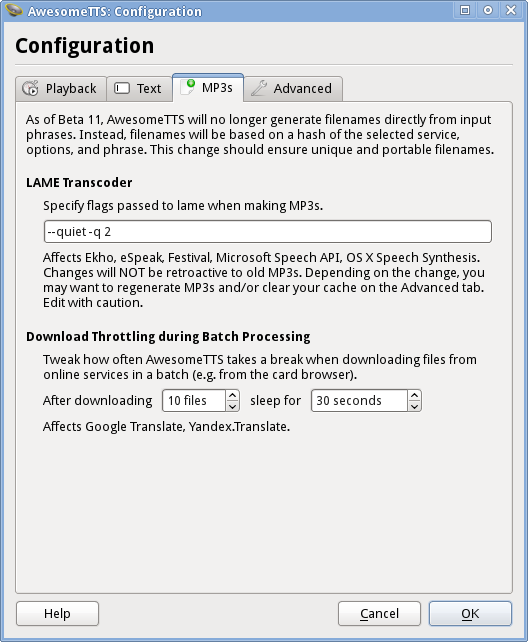 AwesomeTTS: Configuration
Configuration
Playback
Text
MP3s
Advanced
As of Beta 11, AwesomeTTS will no longer generate filenames directly from input
phrases. Instead, filenames will be based on a hash of the selected service,
options, and phrase. This change should ensure unique and portable filenames.
LAME Transcoder
Specify flags passed to lame when making MP3s.
--quiet -q 2
Affects Ekho, eSpeak, Festival, Microsoft Speech API, OS X Speech Synthesis.
Changes will NOT be retroactive to old MP3s. Depending on the change, you
may want to regenerate MP3s and/or clear your cache on the Advanced tab.
Edit with caution.
Download Throttling during Batch Processing
Tweak how often AwesomeTTS takes a break when downloading files from
online services in a batch (e.g. from the card browser).
After downloading 10 files sleep for 30 seconds
Affects Google Translate, Yandex.Translate.
Help
Cancel
OK